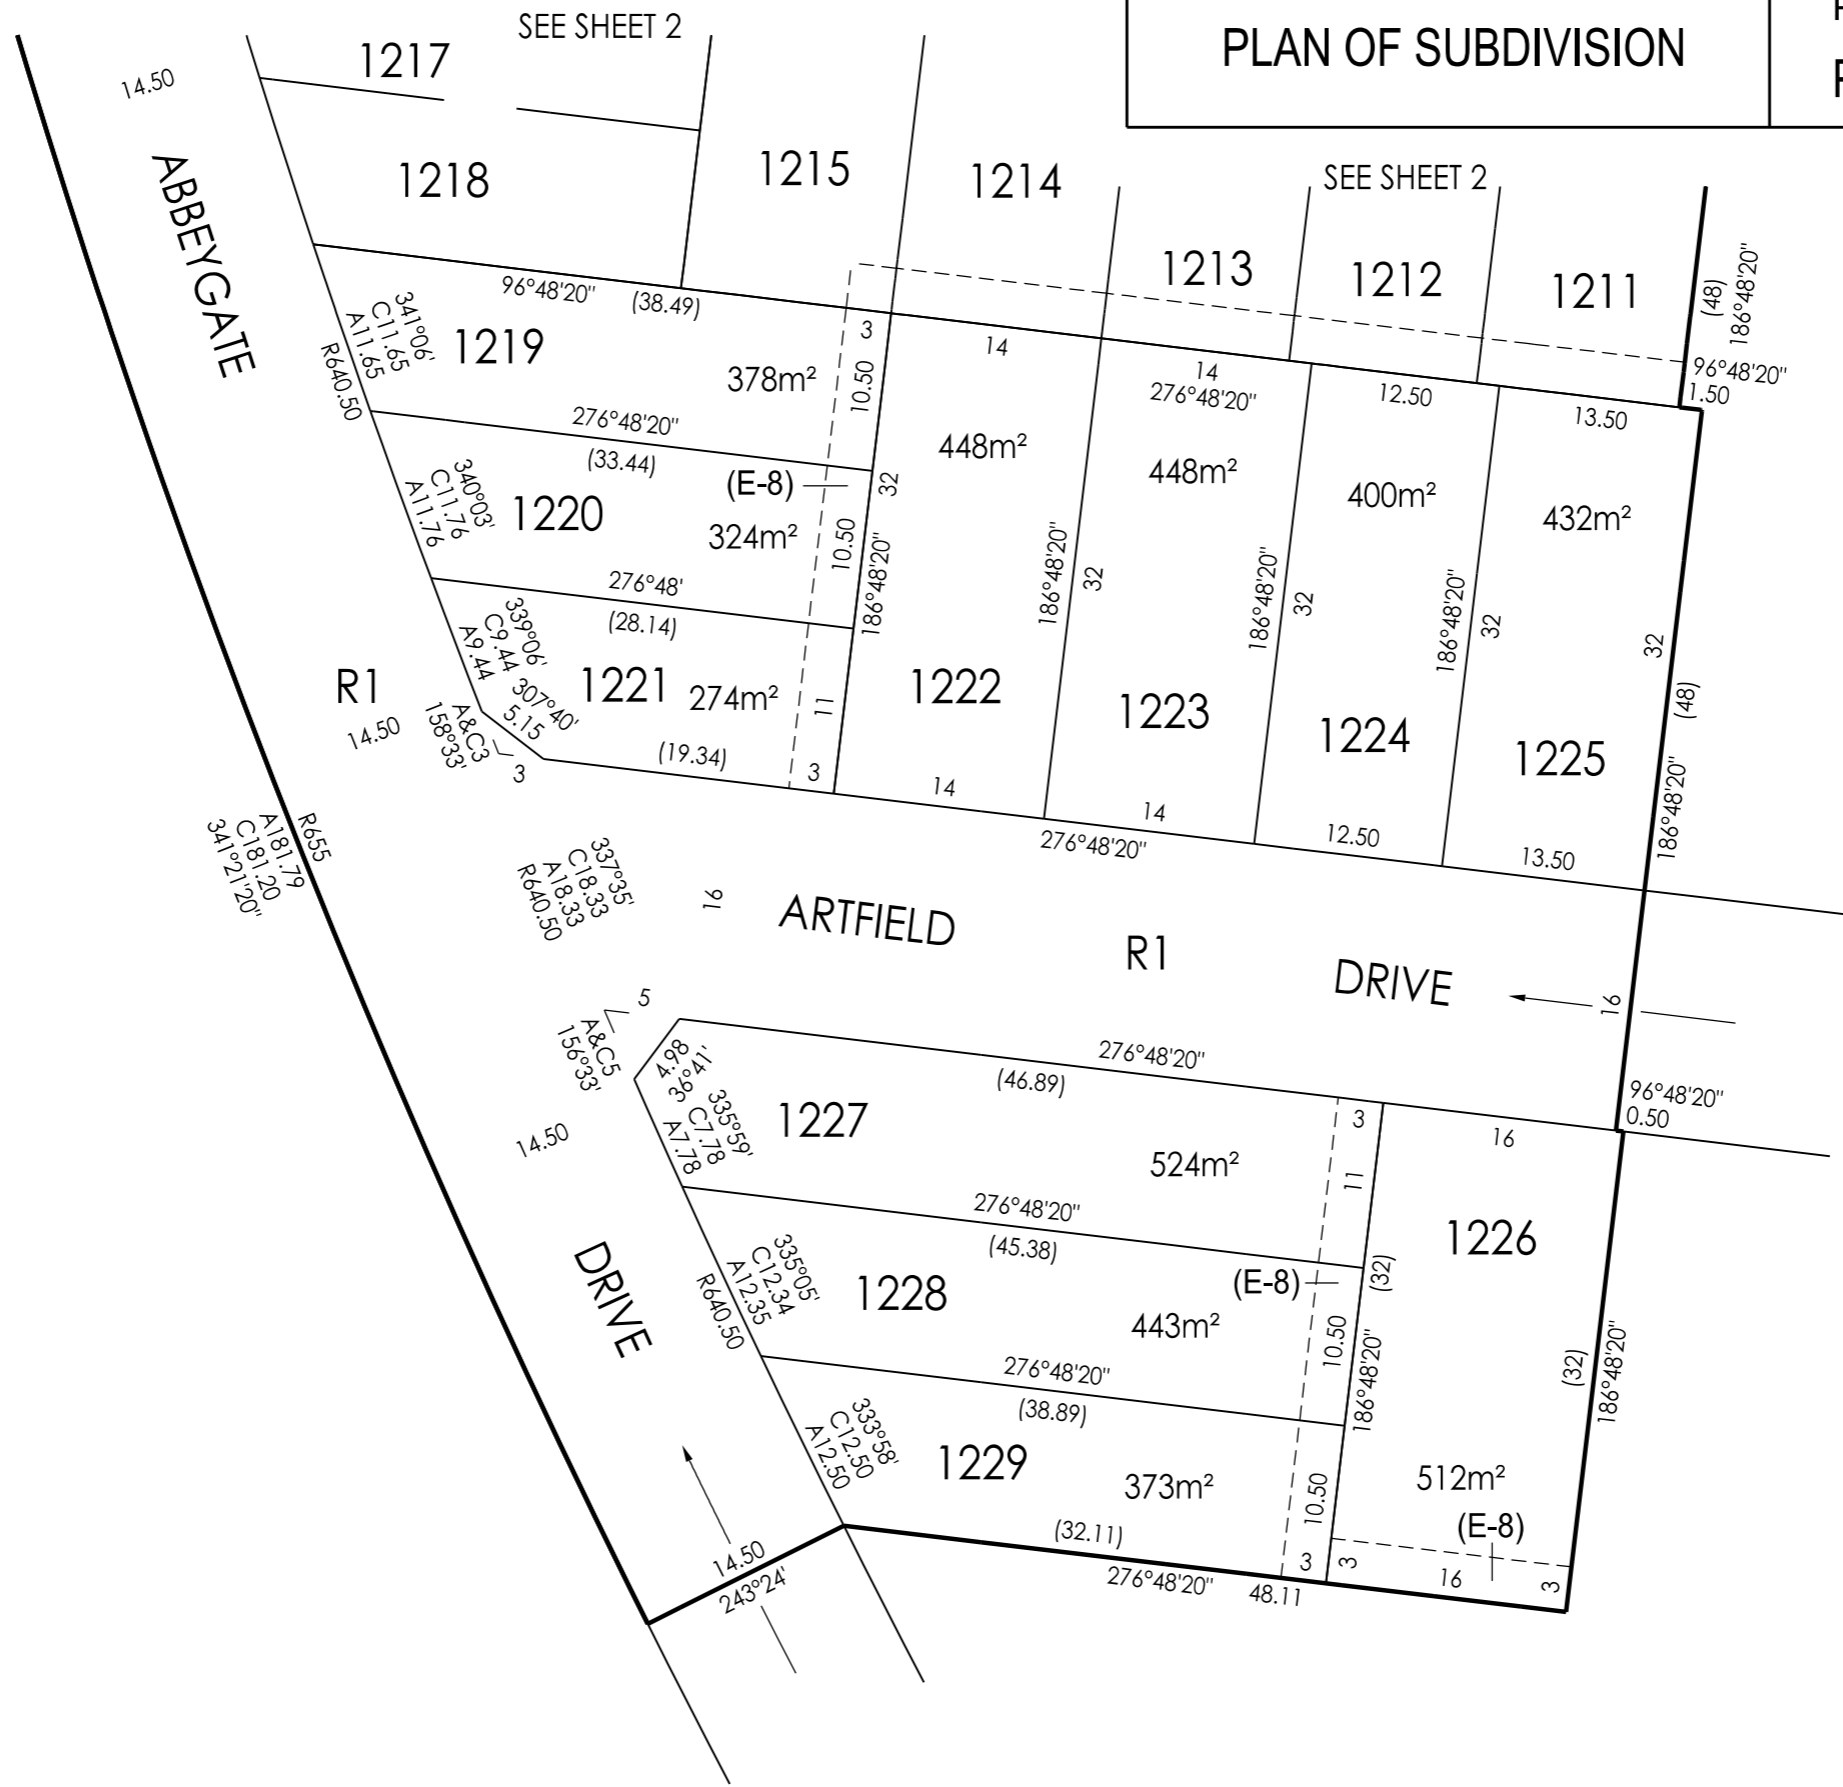 SEE SHEET 2
PLAN OF SUBDIVISION
14.50
1217
1218
1215
1214
SEE SHEET 2
1213
1212
1211
(48)
186°48'20"
96°48'20"
1.50
ABBEYGATE
96°48'20"
(38.49)
3
14
14
276°48'20"
12.50
13.50
341°06'
C11.65
A11.65
R640.50
1219
378m²
10.50
276°48'20"
(33.44)
(E-8)
32
448m²
448m²
400m²
432m²
340°03'
C11.76
A11.76
1220
324m²
10.50
186°48'20"
186°48'20"
32
186°48'20"
32
186°48'20"
32
32
276°48'
(28.14)
339°06'
C9.44
A9.44
307°40'
5.15
1221
274m²
11
1222
1223
1224
1225
(48)
186°48'20"
R1
14.50
A&C3
158°33'
3
(19.34)
3
14
14
12.50
13.50
276°48'20"
R655
A181.79
C181.20
341°21'20"
337°35'
C18.33
A18.33
R640.50
16
ARTFIELD
R1
DRIVE
16
5
A&C5
156°33'
4.98
36°41'
276°48'20"
(46.89)
96°48'20"
0.50
14.50
335°59'
C7.78
A7.78
1227
524m²
3
11
16
276°48'20"
(45.38)
1226
335°05'
C12.34
A12.35
R640.50
1228
(E-8)
443m²
(32)
10.50
186°48'20"
(32)
186°48'20"
DRIVE
276°48'20"
(38.89)
333°58'
C12.50
A12.50
1229
373m²
10.50
512m²
(E-8)
(32.11)
3
3
16
3
276°48'20"
48.11
14.50
243°24'